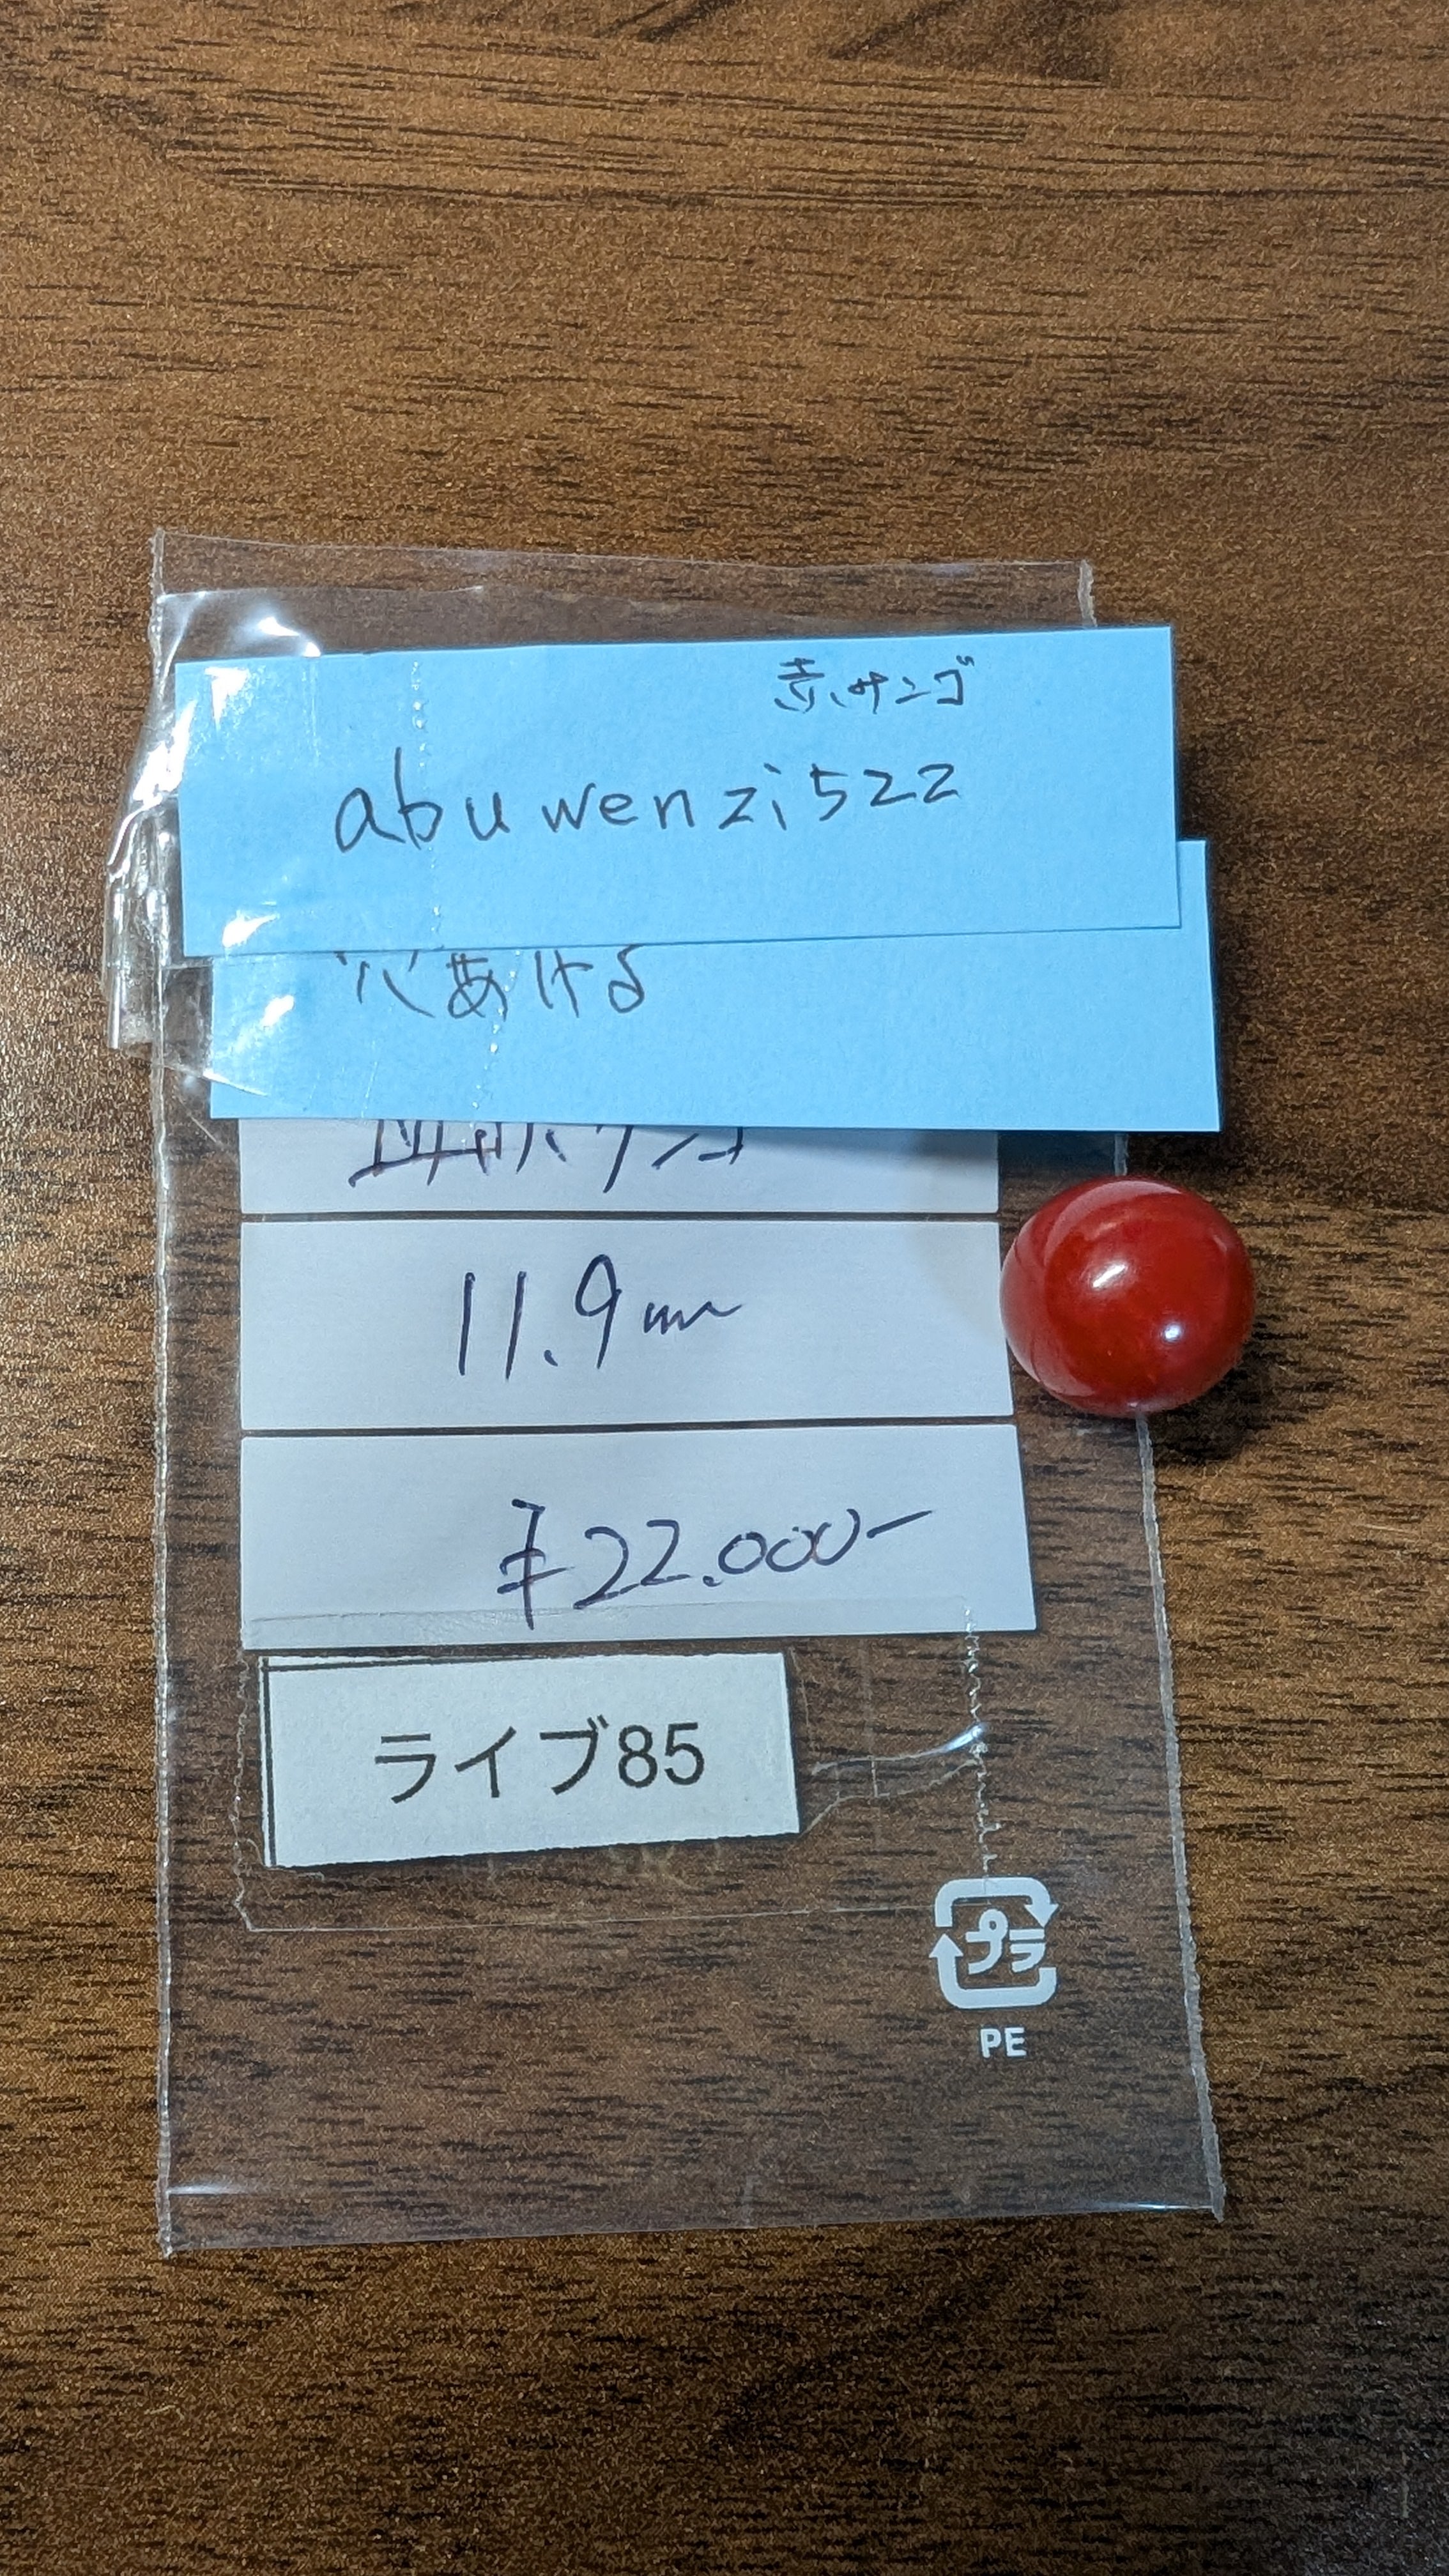 赤サンゴ
abuwenzi522
穴あける
11.9mm
¥22.000-
ライブ85
プラ
PE